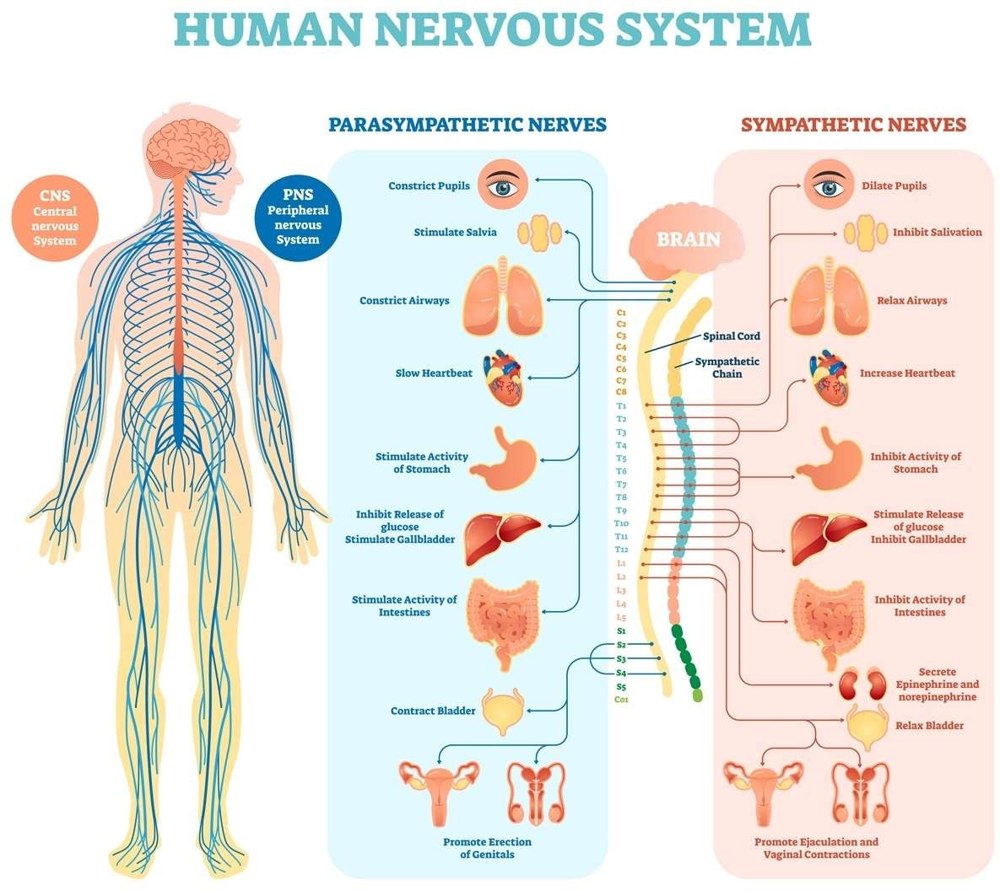 HUMAN NERVOUS SYSTEM
CNS
Central
nervous
System
PNS
Peripheral
nervous
System
PARASYMPATHETIC NERVES
Constrict Pupils
Stimulate Salvia
Constrict Airways
Slow Heartbeat
Stimulate Activity
of Stomach
Inhibit Release of
glucose
Stimulate Gallbladder
Stimulate Activity of
Intestines
Contract Bladder
Promote Erection
of Genitals
BRAIN
Spinal Cord
Sympathetic
Chain
C1
C2
C3
C4
C5
C6
C7
C8
T1
T2
T3
T4
T5
T6
T7
T8
T9
T10
T11
T12
L1
L2
L3
L4
L5
S1
S2
S3
S4
S5
Co1
SYMPATHETIC NERVES
Dilate Pupils
Inhibit Salivation
Relax Airways
Increase Heartbeat
Inhibit Activity of
Stomach
Stimulate Release
of glucose
Inhibit Gallbladder
Inhibit Activity of
Intestines
Secrete
Epinephrine and
norepinephrine
Relax Bladder
Promote Ejaculation and
Vaginal Contractions